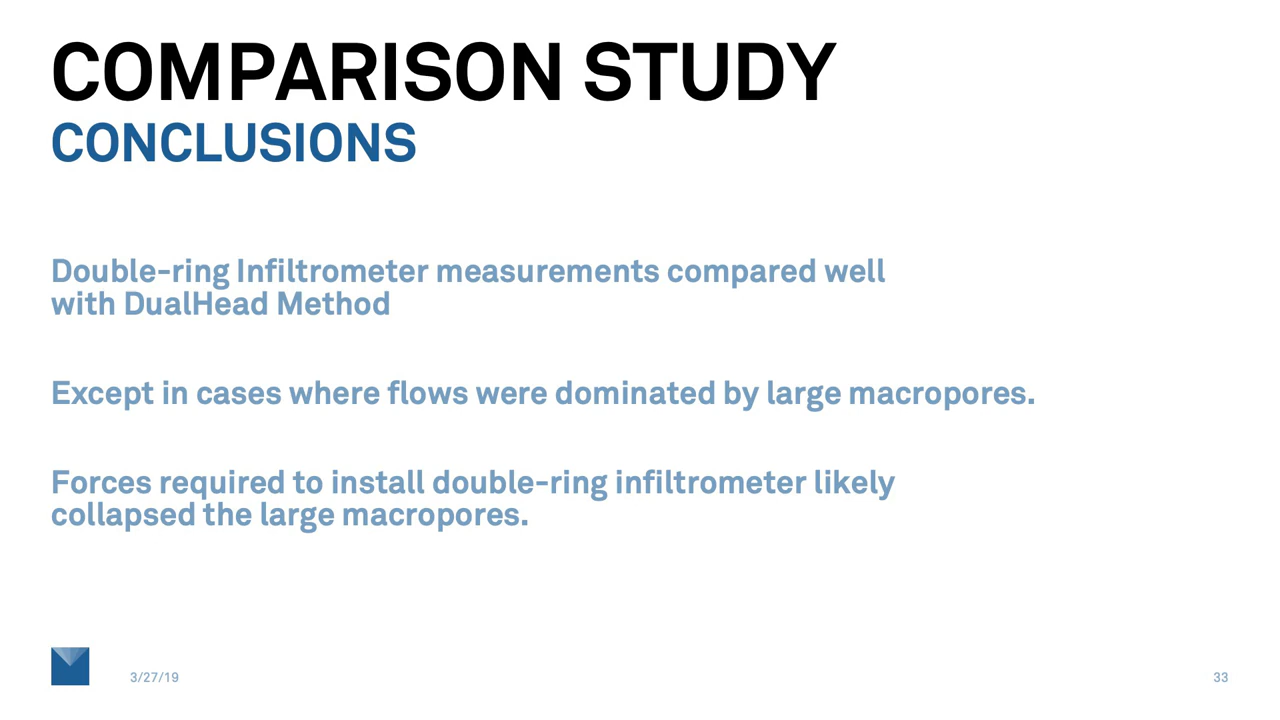 COMPARISON STUDY
CONCLUSIONS
Double-ring Infiltrometer measurements compared well
with DualHead Method
Except in cases where flows were dominated by large macropores.
Forces required to install double-ring infiltrometer likely
collapsed the large macropores.
3/27/19
33